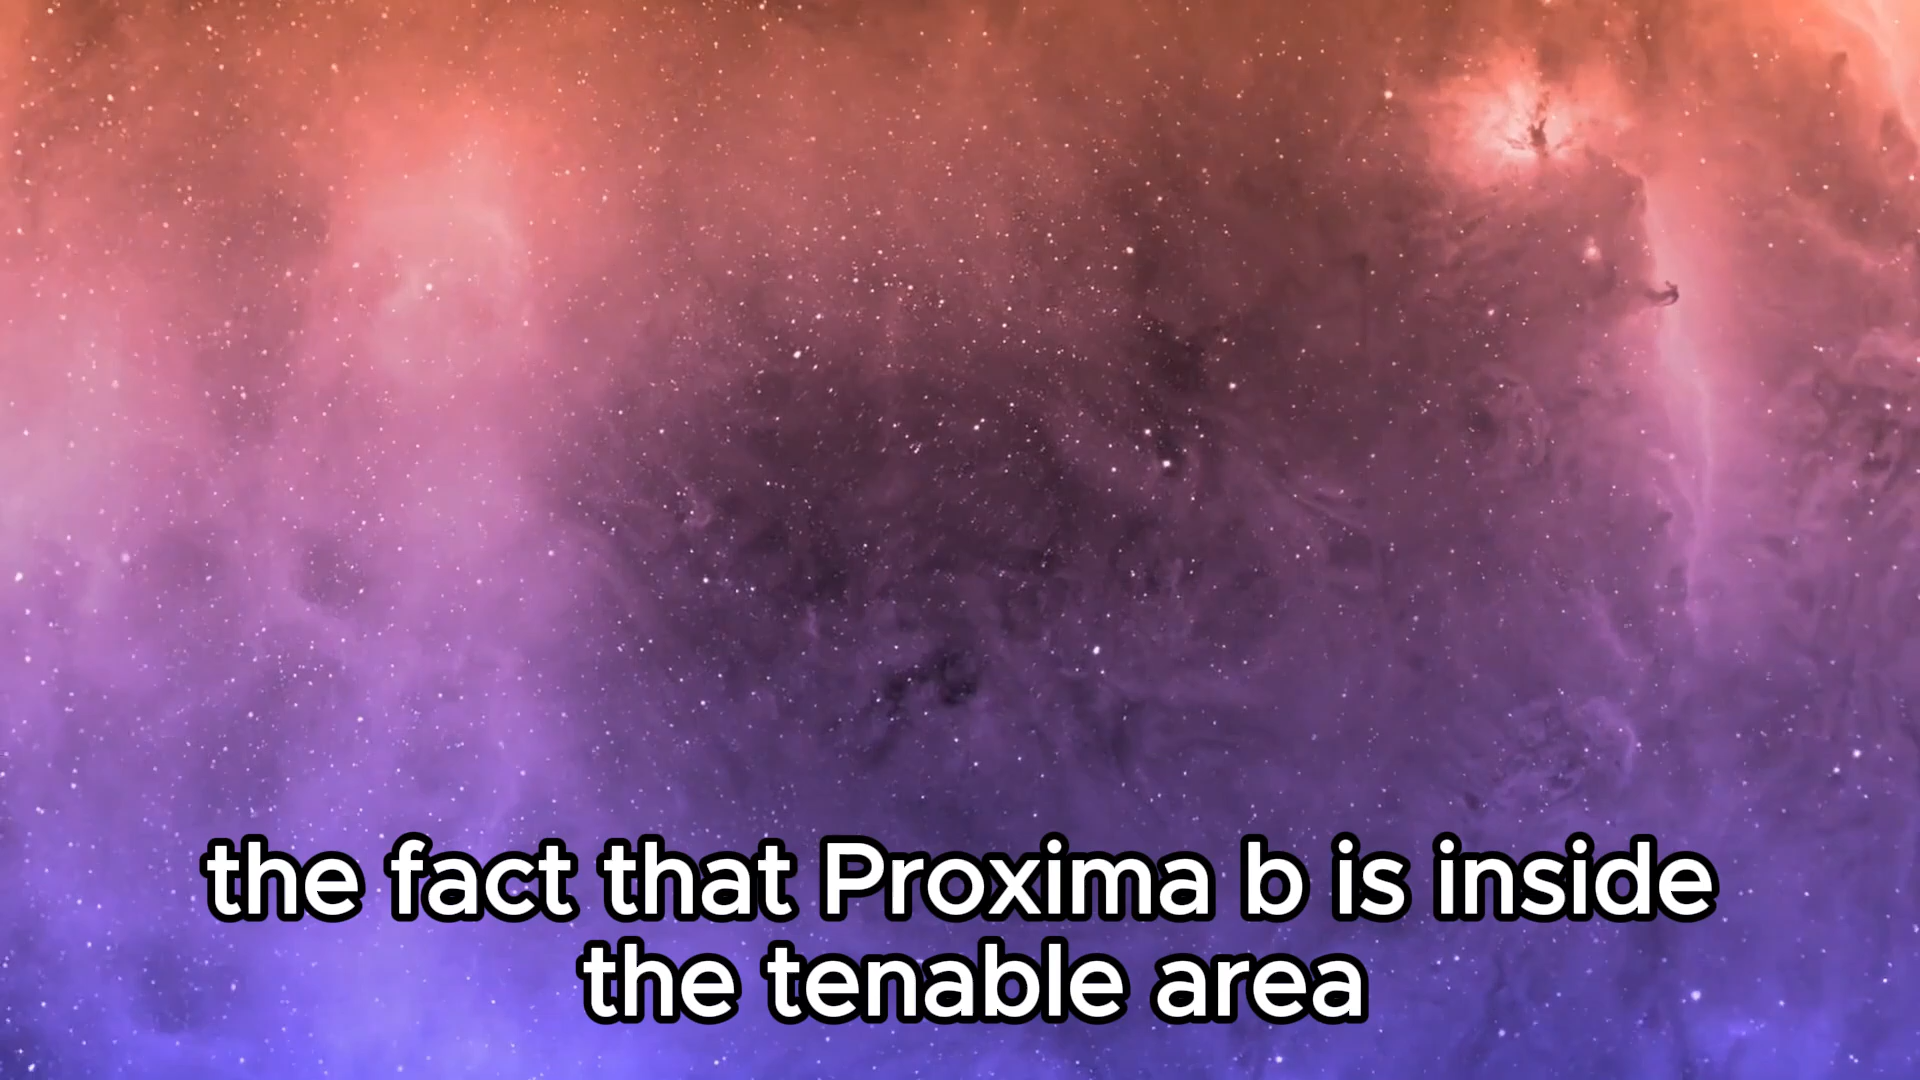 the fact that Proxima b is inside
the tenable area